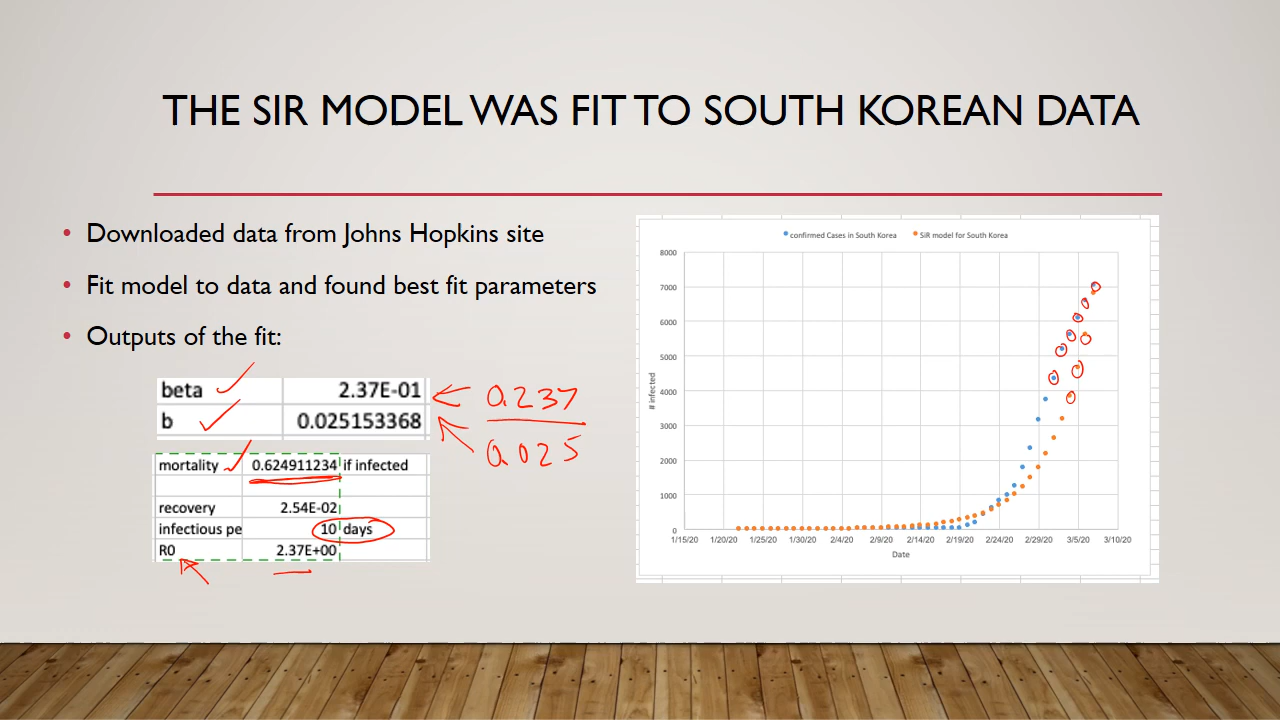 THE SIR MODEL WAS FIT TO SOUTH KOREAN DATA
• Downloaded data from Johns Hopkins site
• Fit model to data and found best fit parameters
• Outputs of the fit:
beta 2.37E-01
b 0.025153368
0.237
0.025
mortality 0.624911234 if infected
recovery 2.54E-02
infectious pe 10 days
R0 2.37E+00
confirmed Cases in South Korea SIR model for South Korea
8000
7000
6000
5000
4000
3000
2000
1000
0
# infected
1/15/20 1/20/20 1/25/20 1/30/20 2/4/20 2/9/20 2/14/20 2/19/20 2/24/20 2/29/20 3/5/20 3/10/20
Date